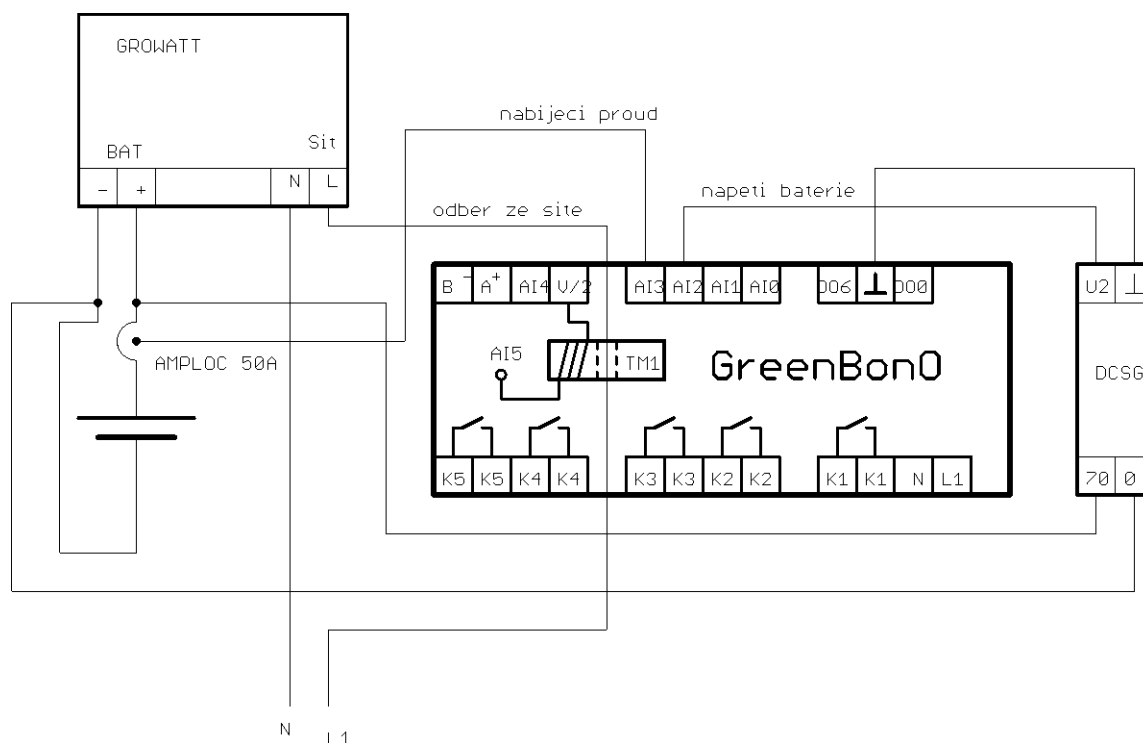 GROWATT
nabijeci proud
Sit
BAT
- + N L
napeti baterie
odber ze site
B - A + AI4 V/2 AI3 AI2 AI1 AI0 DO6 ⊥ DO0
U2 ⊥
AI5
TM1
GreenBonO
AMPLOC 50A
DCSG
K5 K5 K4 K4 K3 K3 K2 K2 K1 K1 N L1
70 0
N
L1